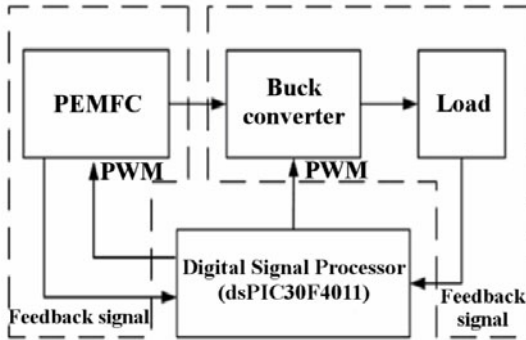 PEMFC
Buck
converter
Load
PWM
PWM
Digital Signal Processor
(dsPIC30F4011)
Feedback signal
Feedback
signal